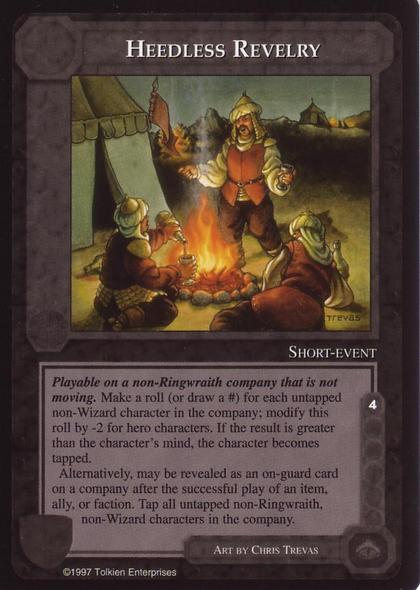 HEEDLESS REVELRY
TREVAS
SHORT-EVENT
Playable on a non-Ringwraith company that is not
moving. Make a roll (or draw a #) for each untapped
non-Wizard character in the company; modify this
roll by -2 for hero characters. If the result is greater
than the character's mind, the character becomes
tapped.
Alternatively, may be revealed as an on-guard card
on a company after the successful play of an item,
ally, or faction. Tap all untapped non-Ringwraith,
non-Wizard characters in the company.
4
ART BY CHRIS TREVAS
©1997 Tolkien Enterprises